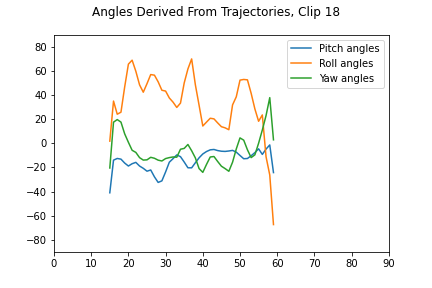 Angles Derived From Trajectories, Clip 18
Pitch angles
Roll angles
Yaw angles
80
60
40
20
0
−20
−40
−60
−80
0 10 20 30 40 50 60 70 80 90